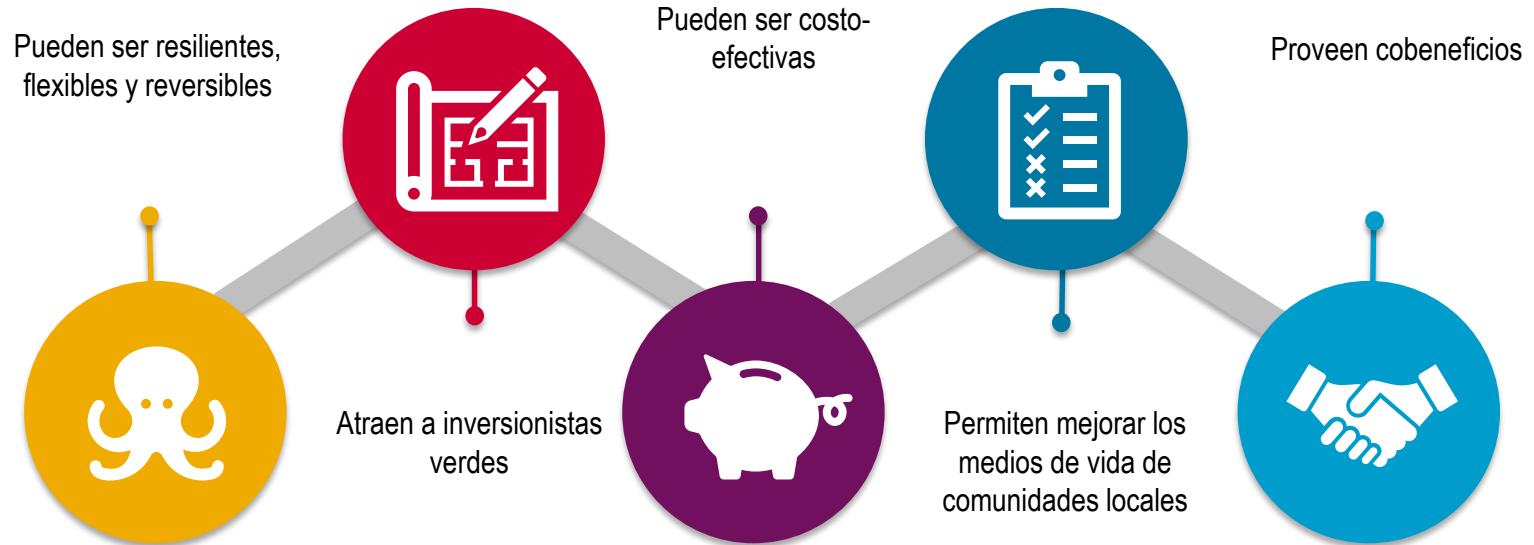 Pueden ser resilientes,
flexibles y reversibles
Atraen a inversionistas
verdes
Pueden ser costo-
efectivas
Permiten mejorar los
medios de vida de
comunidades locales
Proveen cobeneficios